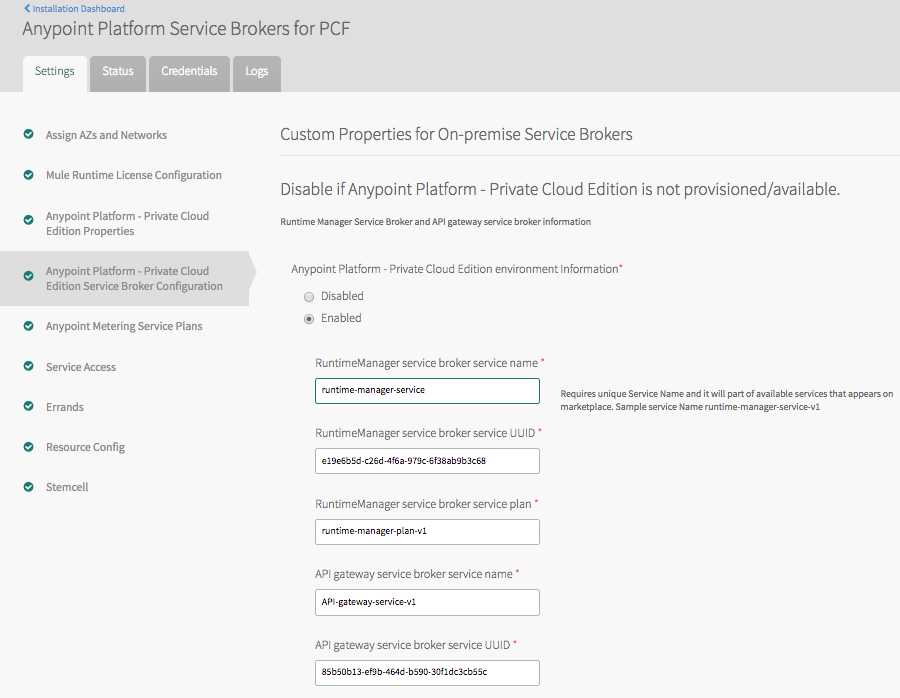 Installation Dashboard
Anypoint Platform Service Brokers for PCF
Settings
Status
Credentials
Logs
Assign AZs and Networks
Mule Runtime License Configuration
Anypoint Platform - Private Cloud
Edition Properties
Anypoint Platform - Private Cloud
Edition Service Broker Configuration
Anypoint Metering Service Plans
Service Access
Errands
Resource Config
Stemcell
Custom Properties for On-premise Service Brokers
Disable if Anypoint Platform - Private Cloud Edition is not provisioned/available.
Runtime Manager Service Broker and API gateway service broker information
Anypoint Platform - Private Cloud Edition environment Information*
Disabled
Enabled
RuntimeManager service broker service name *
runtime-manager-service
Requires unique Service Name and it will part of available services that appears on
marketplace. Sample service Name runtime-manager-service-v1
RuntimeManager service broker service UUID *
e19e6b5d-c26d-4f6a-979c-6f38ab9b3c68
RuntimeManager service broker service plan *
runtime-manager-plan-v1
API gateway service broker service name *
API-gateway-service-v1
API gateway service broker service UUID *
85b50b13-ef9b-464d-b590-30f1dc3cb55c